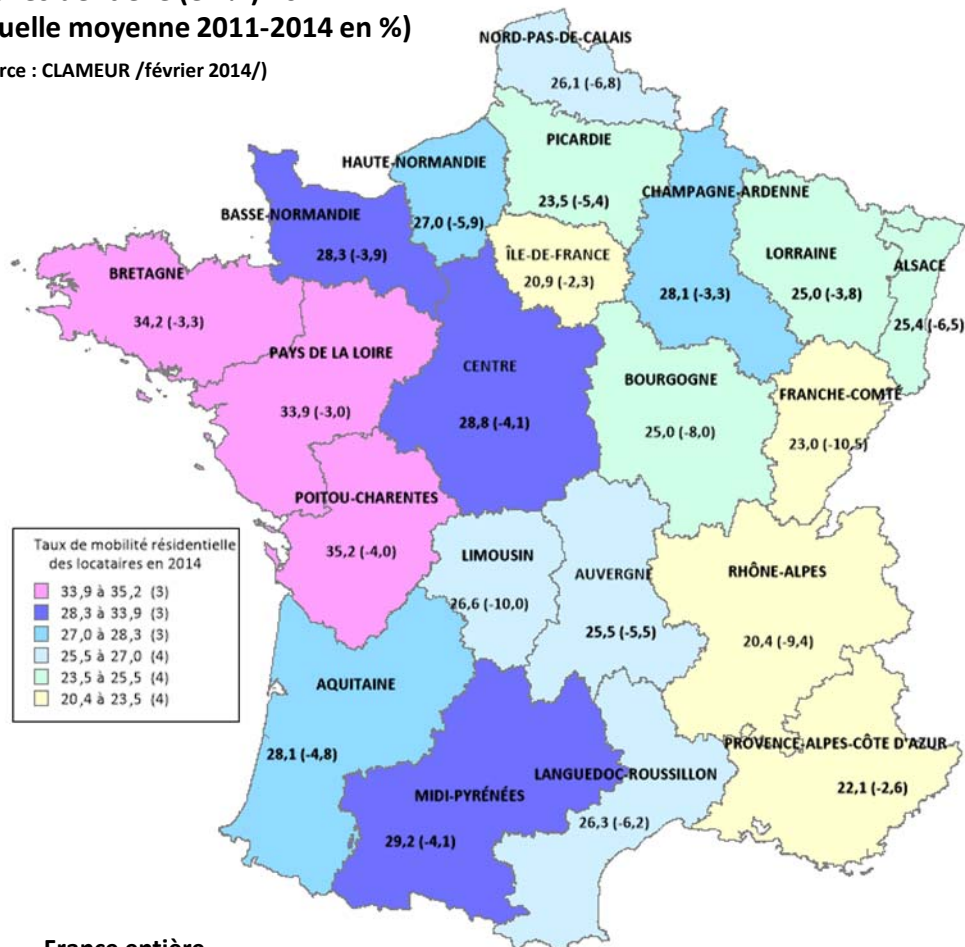 uelle moyenne 2011-2014 en %)
rce : CLAMEUR /février 2014/)
NORD-PAS-DE-CALAIS
26,1 (-6,8)
PICARDIE
23,5 (-5,4)
HAUTE-NORMANDIE
27,0 (-5,9)
CHAMPAGNE-ARDENNE
28,1 (-3,3)
BASSE-NORMANDIE
28,3 (-3,9)
ÎLE-DE-FRANCE
20,9 (-2,3)
LORRAINE
25,0 (-3,8)
ALSACE
25,4 (-6,5)
BRETAGNE
34,2 (-3,3)
PAYS DE LA LOIRE
33,9 (-3,0)
CENTRE
28,8 (-4,1)
BOURGOGNE
25,0 (-8,0)
FRANCHE-COMTÉ
23,0 (-10,5)
POITOU-CHARENTES
35,2 (-4,0)
LIMOUSIN
26,6 (-10,0)
AUVERGNE
25,5 (-5,5)
RHÔNE-ALPES
20,4 (-9,4)
Taux de mobilité résidentielle
des locataires en 2014
33,9 à 35,2 (3)
28,3 à 33,9 (3)
27,0 à 28,3 (3)
25,5 à 27,0 (4)
23,5 à 25,5 (4)
20,4 à 23,5 (4)
AQUITAINE
28,1 (-4,8)
MIDI-PYRÉNÉES
29,2 (-4,1)
LANGUEDOC-ROUSSILLON
26,3 (-6,2)
PROVENCE-ALPES-CÔTE D'AZUR
22,1 (-2,6)